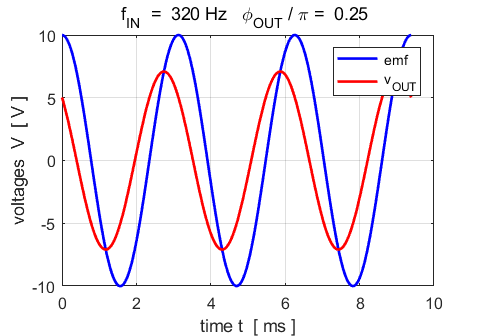 f_IN = 320 Hz ϕ_OUT / π = 0.25
10
5
0
-5
-10
voltages V [ V ]
emf
v_OUT
0 2 4 6 8 10
time t [ ms ]